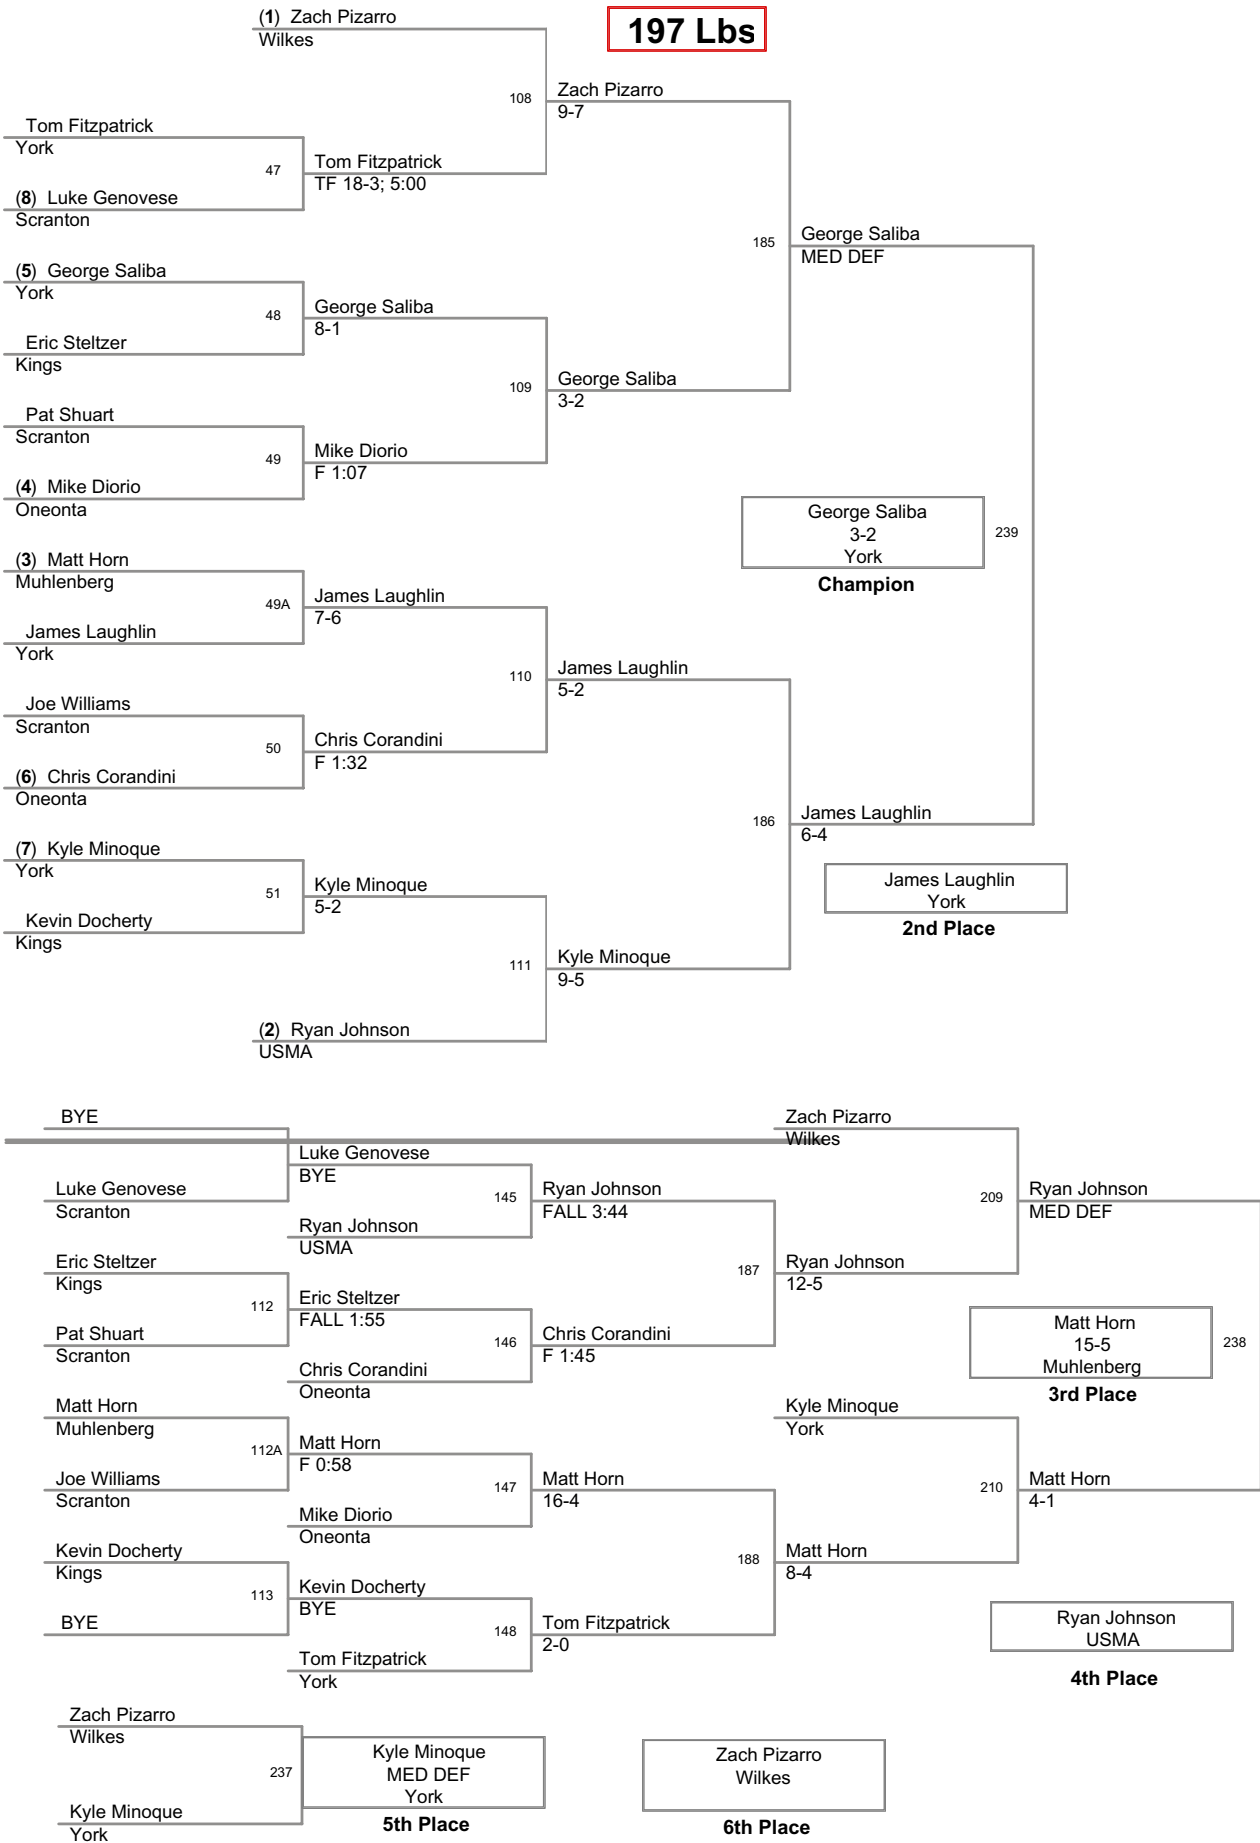 (1) Zach Pizarro
Wilkes
197 Lbs
108
Zach Pizarro
9-7
Tom Fitzpatrick
York
47
Tom Fitzpatrick
TF 18-3; 5:00
(8) Luke Genovese
Scranton
185
George Saliba
MED DEF
(5) George Saliba
York
48
George Saliba
8-1
Eric Steltzer
Kings
109
George Saliba
3-2
Pat Shuart
Scranton
49
Mike Diorio
F 1:07
(4) Mike Diorio
Oneonta
George Saliba
3-2
York
239
Champion
(3) Matt Horn
Muhlenberg
49A
James Laughlin
7-6
James Laughlin
York
110
James Laughlin
5-2
Joe Williams
Scranton
50
Chris Corandini
F 1:32
(6) Chris Corandini
Oneonta
186
James Laughlin
6-4
(7) Kyle Minoque
York
51
Kyle Minoque
5-2
James Laughlin
York
2nd Place
Kevin Docherty
Kings
111
Kyle Minoque
9-5
(2) Ryan Johnson
USMA
BYE
Zach Pizarro
Wilkes
Luke Genovese
BYE
Luke Genovese
Scranton
145
Ryan Johnson
FALL 3:44
209
Ryan Johnson
MED DEF
Ryan Johnson
USMA
Eric Steltzer
Kings
187
Ryan Johnson
12-5
112
Eric Steltzer
FALL 1:55
Pat Shuart
Scranton
146
Chris Corandini
F 1:45
Matt Horn
15-5
Muhlenberg
238
3rd Place
Chris Corandini
Oneonta
Matt Horn
Muhlenberg
Kyle Minoque
York
112A
Matt Horn
F 0:58
Joe Williams
Scranton
147
Matt Horn
16-4
210
Matt Horn
4-1
Mike Diorio
Oneonta
Kevin Docherty
Kings
188
Matt Horn
8-4
113
Kevin Docherty
BYE
BYE
148
Tom Fitzpatrick
2-0
Ryan Johnson
USMA
4th Place
Tom Fitzpatrick
York
Zach Pizarro
Wilkes
237
Kyle Minoque
MED DEF
York
5th Place
Zach Pizarro
Wilkes
6th Place
Kyle Minoque
York